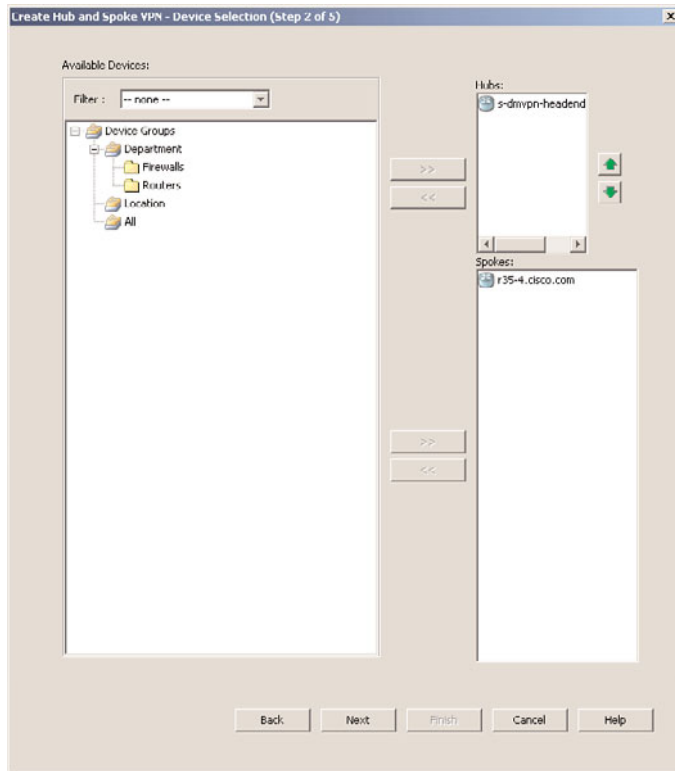 Create Hub and Spoke VPN - Device Selection (Step 2 of 5)
Available Devices:
Filter : -- none --
Device Groups
Department
Firewalls
Routers
Location
All
>>
<<
Hubs:
s-dmvpn-headend
Spokes:
r35-4.cisco.com
>>
<<
Back Next Finish Cancel Help